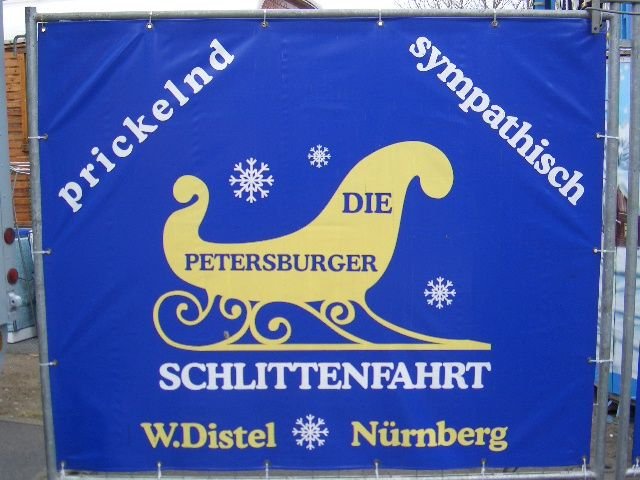 prickelnd
sympathisch
DIE
PETERSBURGER
SCHLITTENFAHRT
W.Distel Nürnberg